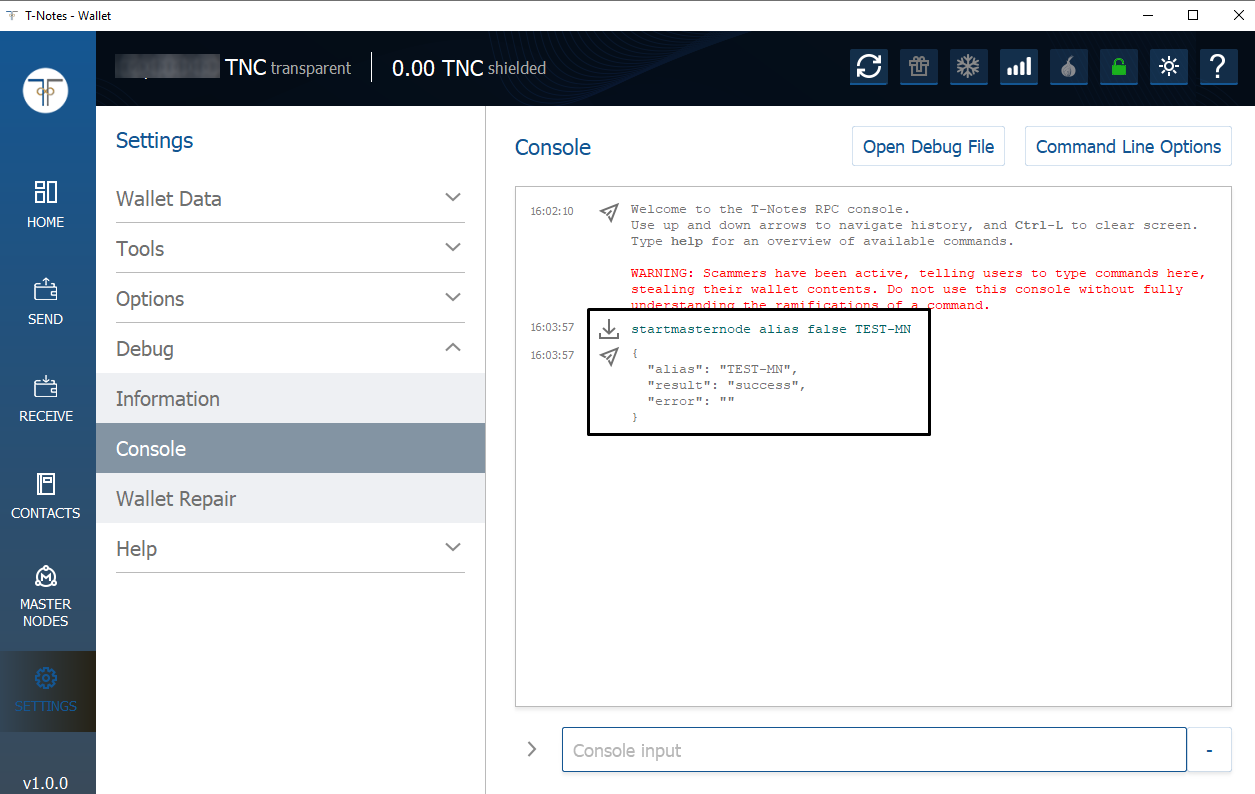 T-Notes - Wallet
TNC transparent
0.00 TNC shielded
HOME
SEND
RECEIVE
CONTACTS
MASTER
NODES
SETTINGS
v1.0.0
Settings
Wallet Data
Tools
Options
Debug
Information
Console
Wallet Repair
Help
Console
Open Debug File
Command Line Options
16:02:10 Welcome to the T-Notes RPC console.
Use up and down arrows to navigate history, and Ctrl-L to clear screen.
Type help for an overview of available commands.
WARNING: Scammers have been active, telling users to type commands here,
stealing their wallet contents. Do not use this console without fully
understanding the ramifications of a command.
16:03:57 startmasternode alias false TEST-MN
16:03:57 {
"alias": "TEST-MN",
"result": "success",
"error": ""
}
Console input
-